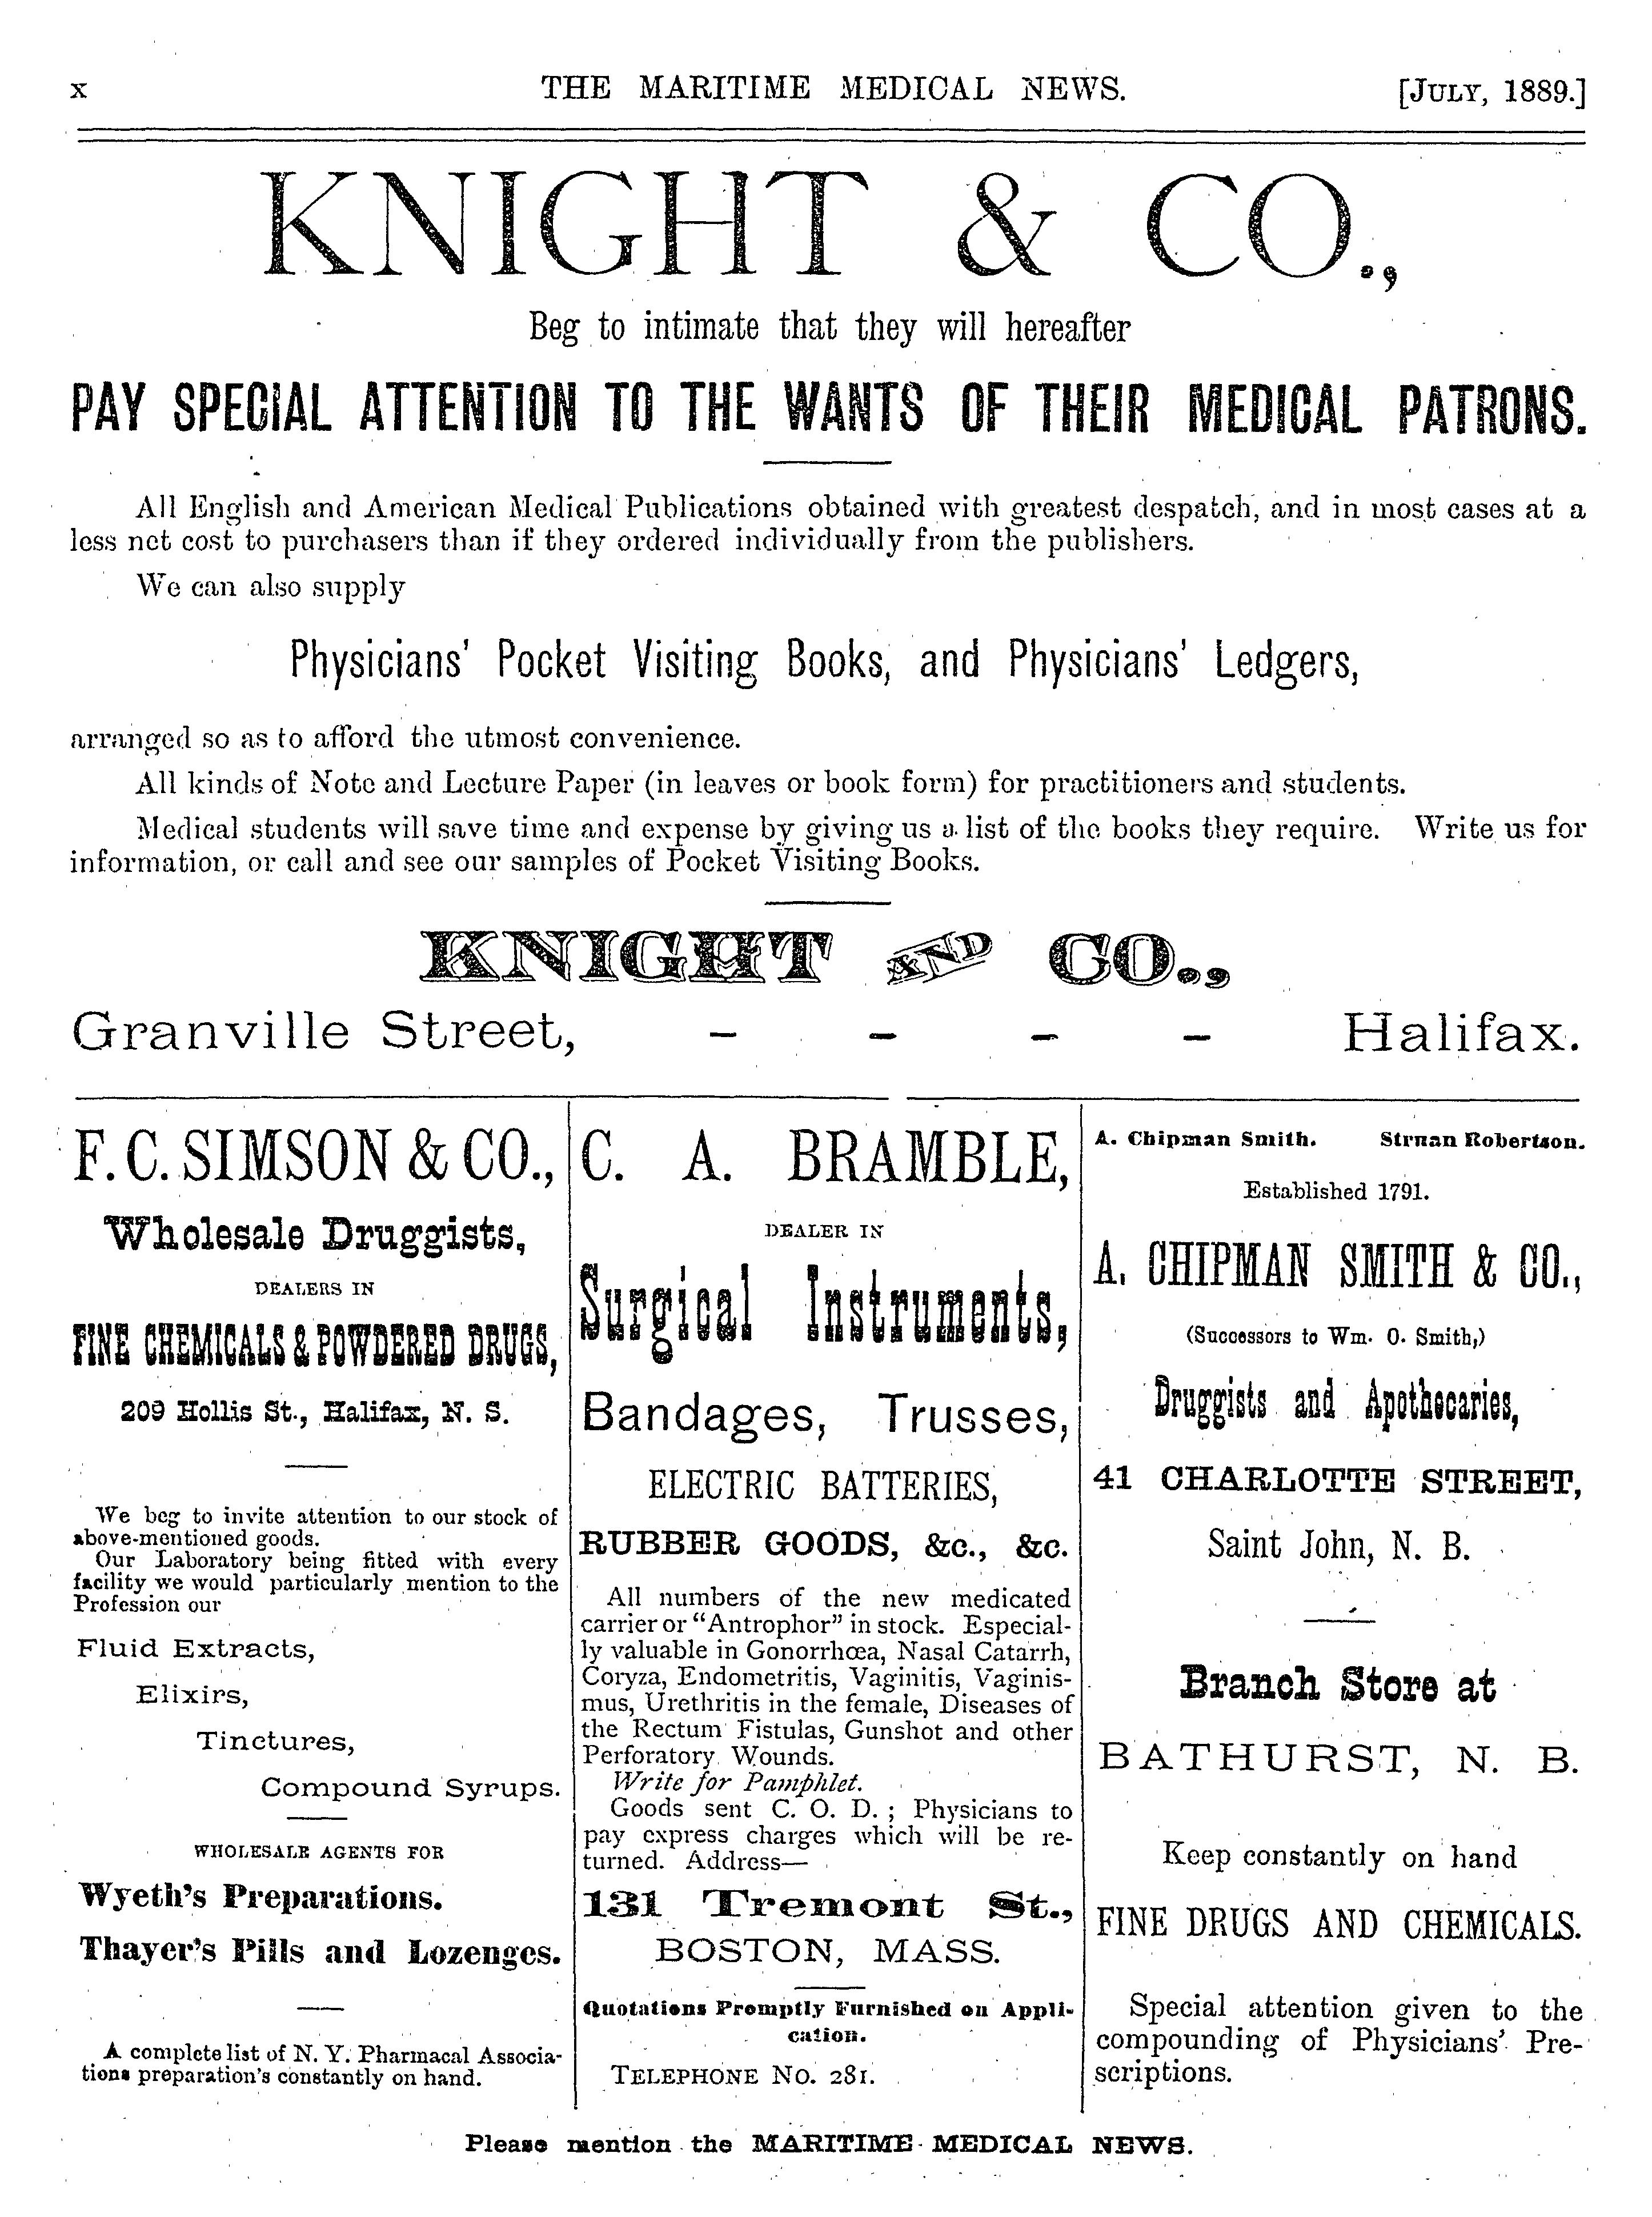 x THE MARITIME MEDICAL NEWS. [JULY, 1889.]
KNIGHT & CO.,
Beg to intimate that they will hereafter
PAY SPECIAL ATTENTION TO THE WANTS OF THEIR MEDICAL PATRONS.
All English and American Medical Publications obtained with greatest despatch, and in most cases at a
less net cost to purchasers than if they ordered individually from the publishers.
We can also supply
Physicians' Pocket Visiting Books, and Physicians' Ledgers,
arranged so as to afford the utmost convenience.
All kinds of Note and Lecture Paper (in leaves or book form) for practitioners and students.
Medical students will save time and expense by giving us a list of the books they require. Write us for
information, or call and see our samples of Pocket Visiting Books.
KNIGHT AND CO.,
Granville Street, - - - - Halifax.
F. C. SIMSON & CO.,
Wholesale Druggists,
DEALERS IN
FINE CHEMICALS & POWDERED DRUGS,
209 Hollis St., Halifax, N. S.
We beg to invite attention to our stock of
above-mentioned goods.
Our Laboratory being fitted with every
facility we would particularly mention to the
Profession our
Fluid Extracts,
Elixirs,
Tinctures,
Compound Syrups.
WHOLESALE AGENTS FOR
Wyeth's Preparations.
Thayer's Pills and Lozenges.
A complete list of N. Y. Pharmacal Associa-
tions preparation's constantly on hand.
C. A. BRAMBLE,
DEALER IN
Surgical Instruments,
Bandages, Trusses,
ELECTRIC BATTERIES,
RUBBER GOODS, &c., &c.
All numbers of the new medicated
carrier or "Antrophor" in stock. Especial-
ly valuable in Gonorrhœa, Nasal Catarrh,
Coryza, Endometritis, Vaginitis, Vaginis-
mus, Urethritis in the female, Diseases of
the Rectum Fistulas, Gunshot and other
Perforatory Wounds.
Write for Pamphlet.
Goods sent C. O. D. ; Physicians to
pay express charges which will be re-
turned. Address—
131 Tremont St.,
BOSTON, MASS.
Quotations Promptly Furnished on Appli-
cation.
TELEPHONE NO. 281.
A. Chipman Smith. Strnan Robertson.
Established 1791.
A. CHIPMAN SMITH & CO.,
(Successors to Wm. O. Smith,)
Druggists and Apothecaries,
41 CHARLOTTE STREET,
Saint John, N. B.
Branch Store at
BATHURST, N. B.
Keep constantly on hand
FINE DRUGS AND CHEMICALS.
Special attention given to the
compounding of Physicians' Pre-
scriptions.
Please mention the MARITIME MEDICAL NEWS.